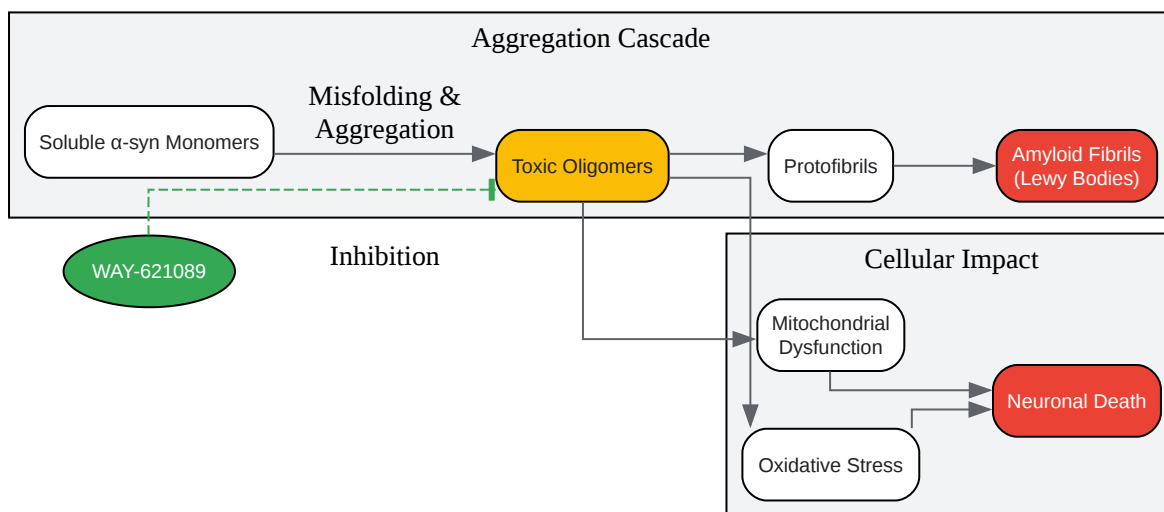 Aggregation Cascade
Misfolding &
Aggregation
Soluble α-syn Monomers
Toxic Oligomers
Protofibrils
Amyloid Fibrils
(Lewy Bodies)
WAY-621089
Inhibition
Cellular Impact
Mitochondrial
Dysfunction
Neuronal Death
Oxidative Stress